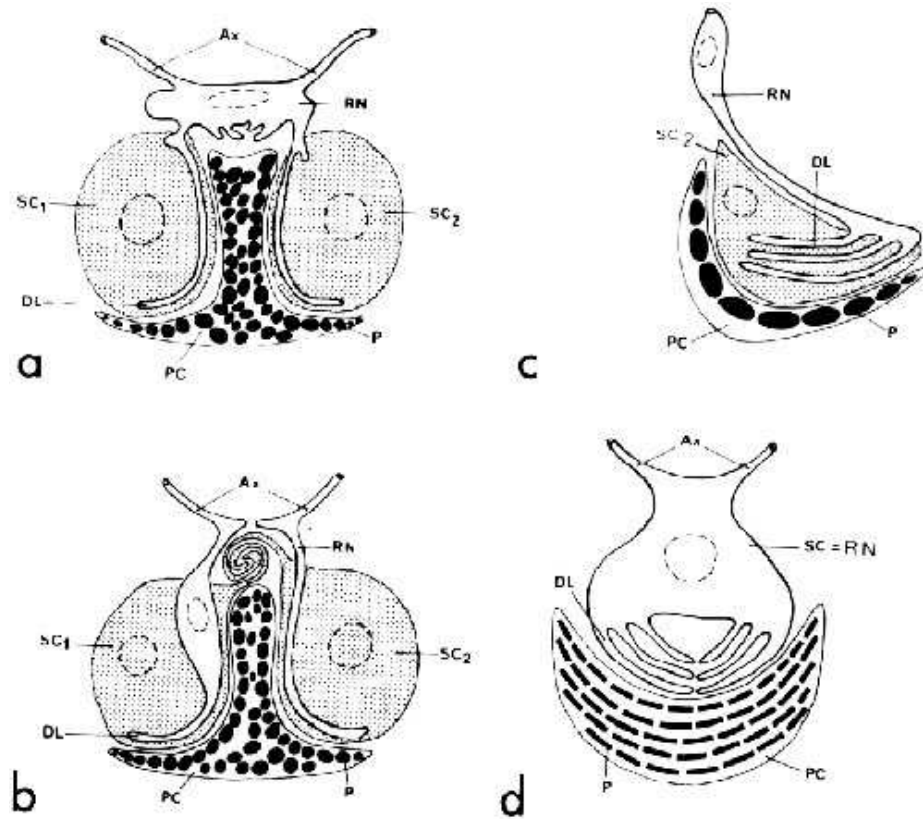 Ax
RN
SC₁
SC₂
DL
P
PC
a
RN
SC₂
DL
P
PC
c
Ax
RN
SC₁
SC₂
DL
PC
P
b
Ax
SC = RN
DL
P
PC
d